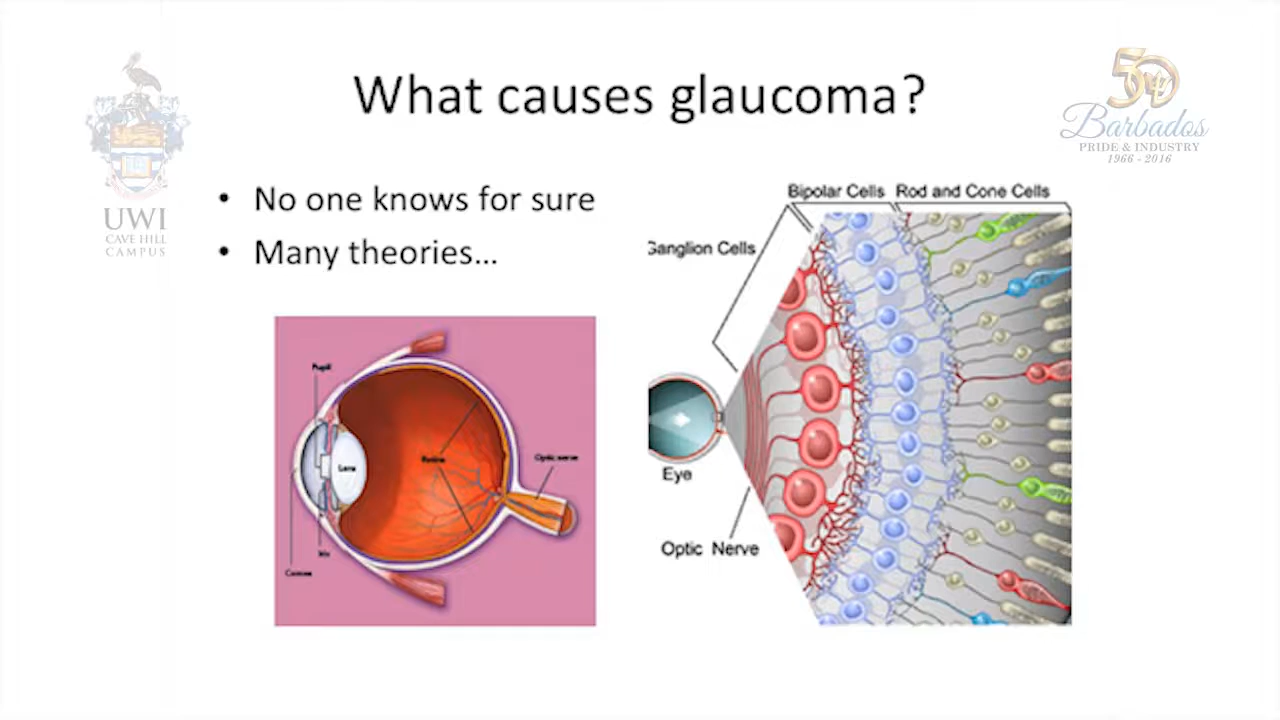 What causes glaucoma?
• No one knows for sure
• Many theories...
UWI
CAVE HILL
CAMPUS
50
Barbados
PRIDE & INDUSTRY
1966 - 2016
Pupil
Lens
Retina
Optic nerve
Iris
Cornea
Bipolar Cells
Rod and Cone Cells
Ganglion Cells
Eye
Optic Nerve